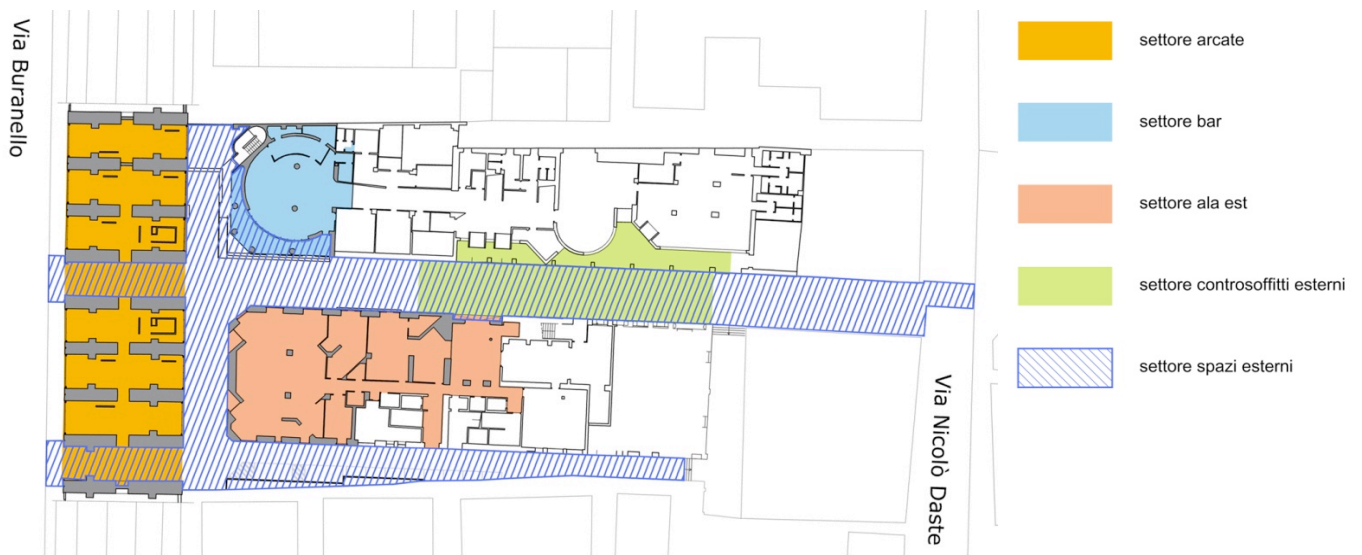 Via Buranello
Via Nicolò Daste
settore arcate
settore bar
settore ala est
settore controsoffitti esterni
settore spazi esterni